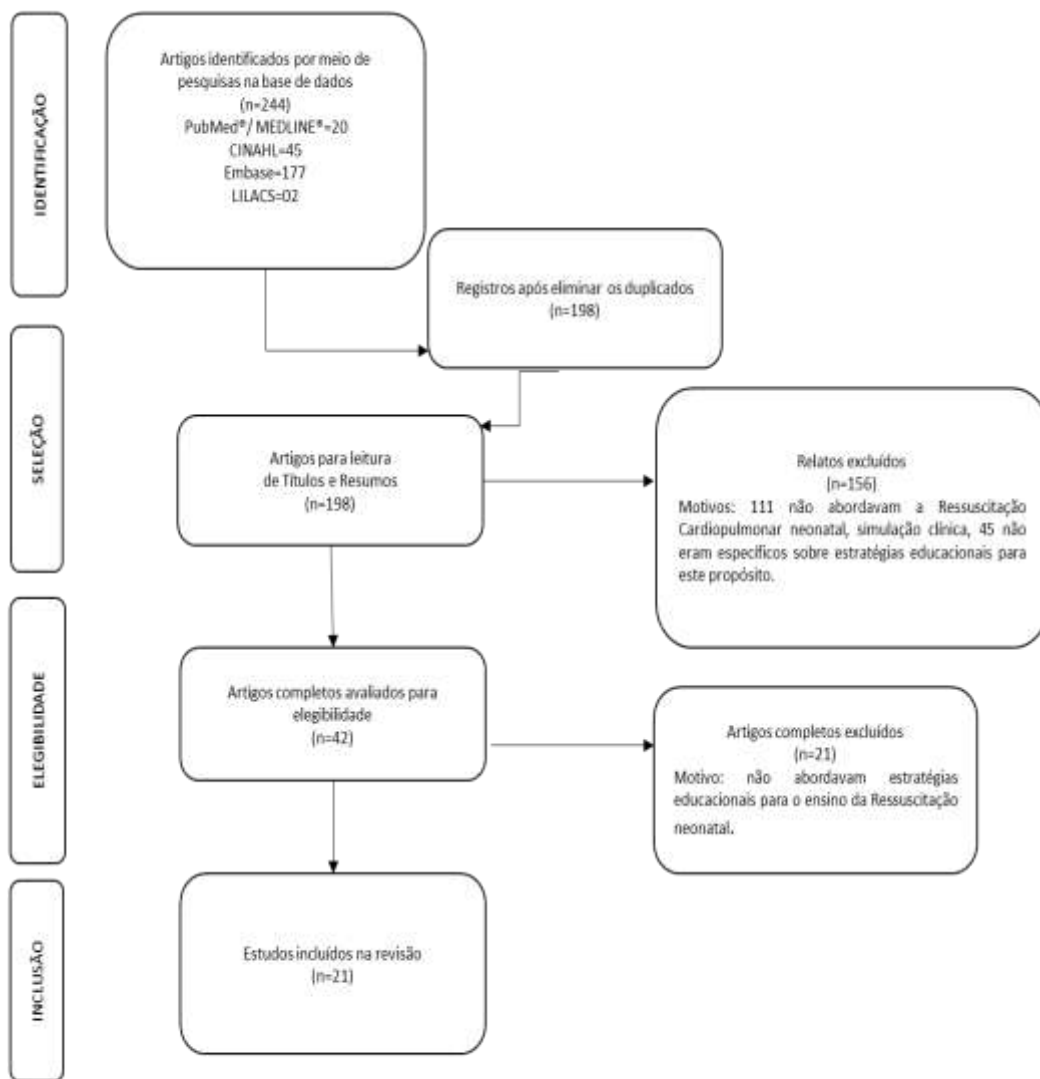 IDENTIFICAÇÃO
Artigos identificados por meio de
pesquisas na base de dados
(n=244)
PubMed®/ MEDLINE®=20
CINAHL=45
Embase=177
LILACS=02
Registros após eliminar os duplicados
(n=198)
SELEÇÃO
Artigos para leitura
de Títulos e Resumos
(n=198)
Relatos excluídos
(n=156)
Motivos: 111 não abordavam a Ressuscitação
Cardiopulmonar neonatal, simulação clínica, 45 não
eram específicos sobre estratégias educacionais para
este propósito.
ELEGIBILIDADE
Artigos completos avaliados para
elegibilidade
(n=42)
Artigos completos excluídos
(n=21)
Motivo: não abordavam estratégias
educacionais para o ensino da Ressuscitação
neonatal.
INCLUSÃO
Estudos incluídos na revisão
(n=21)